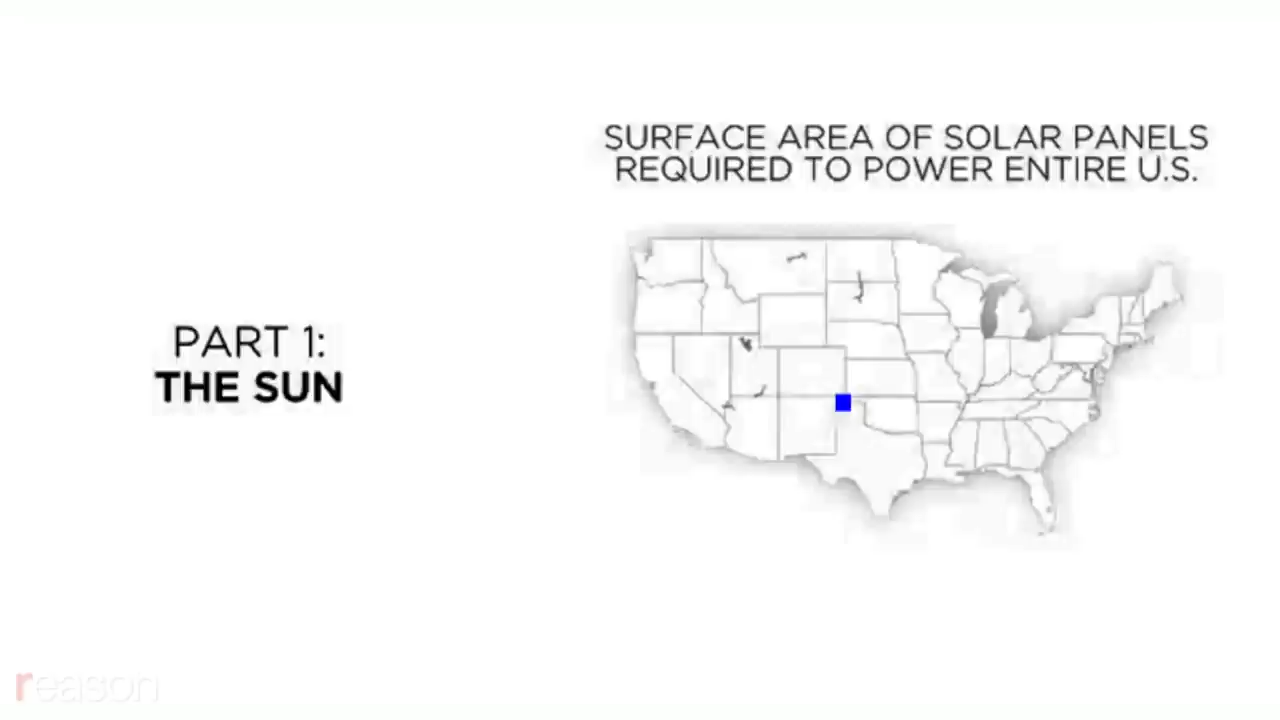 SURFACE AREA OF SOLAR PANELS
REQUIRED TO POWER ENTIRE U.S.
PART 1:
THE SUN
reason